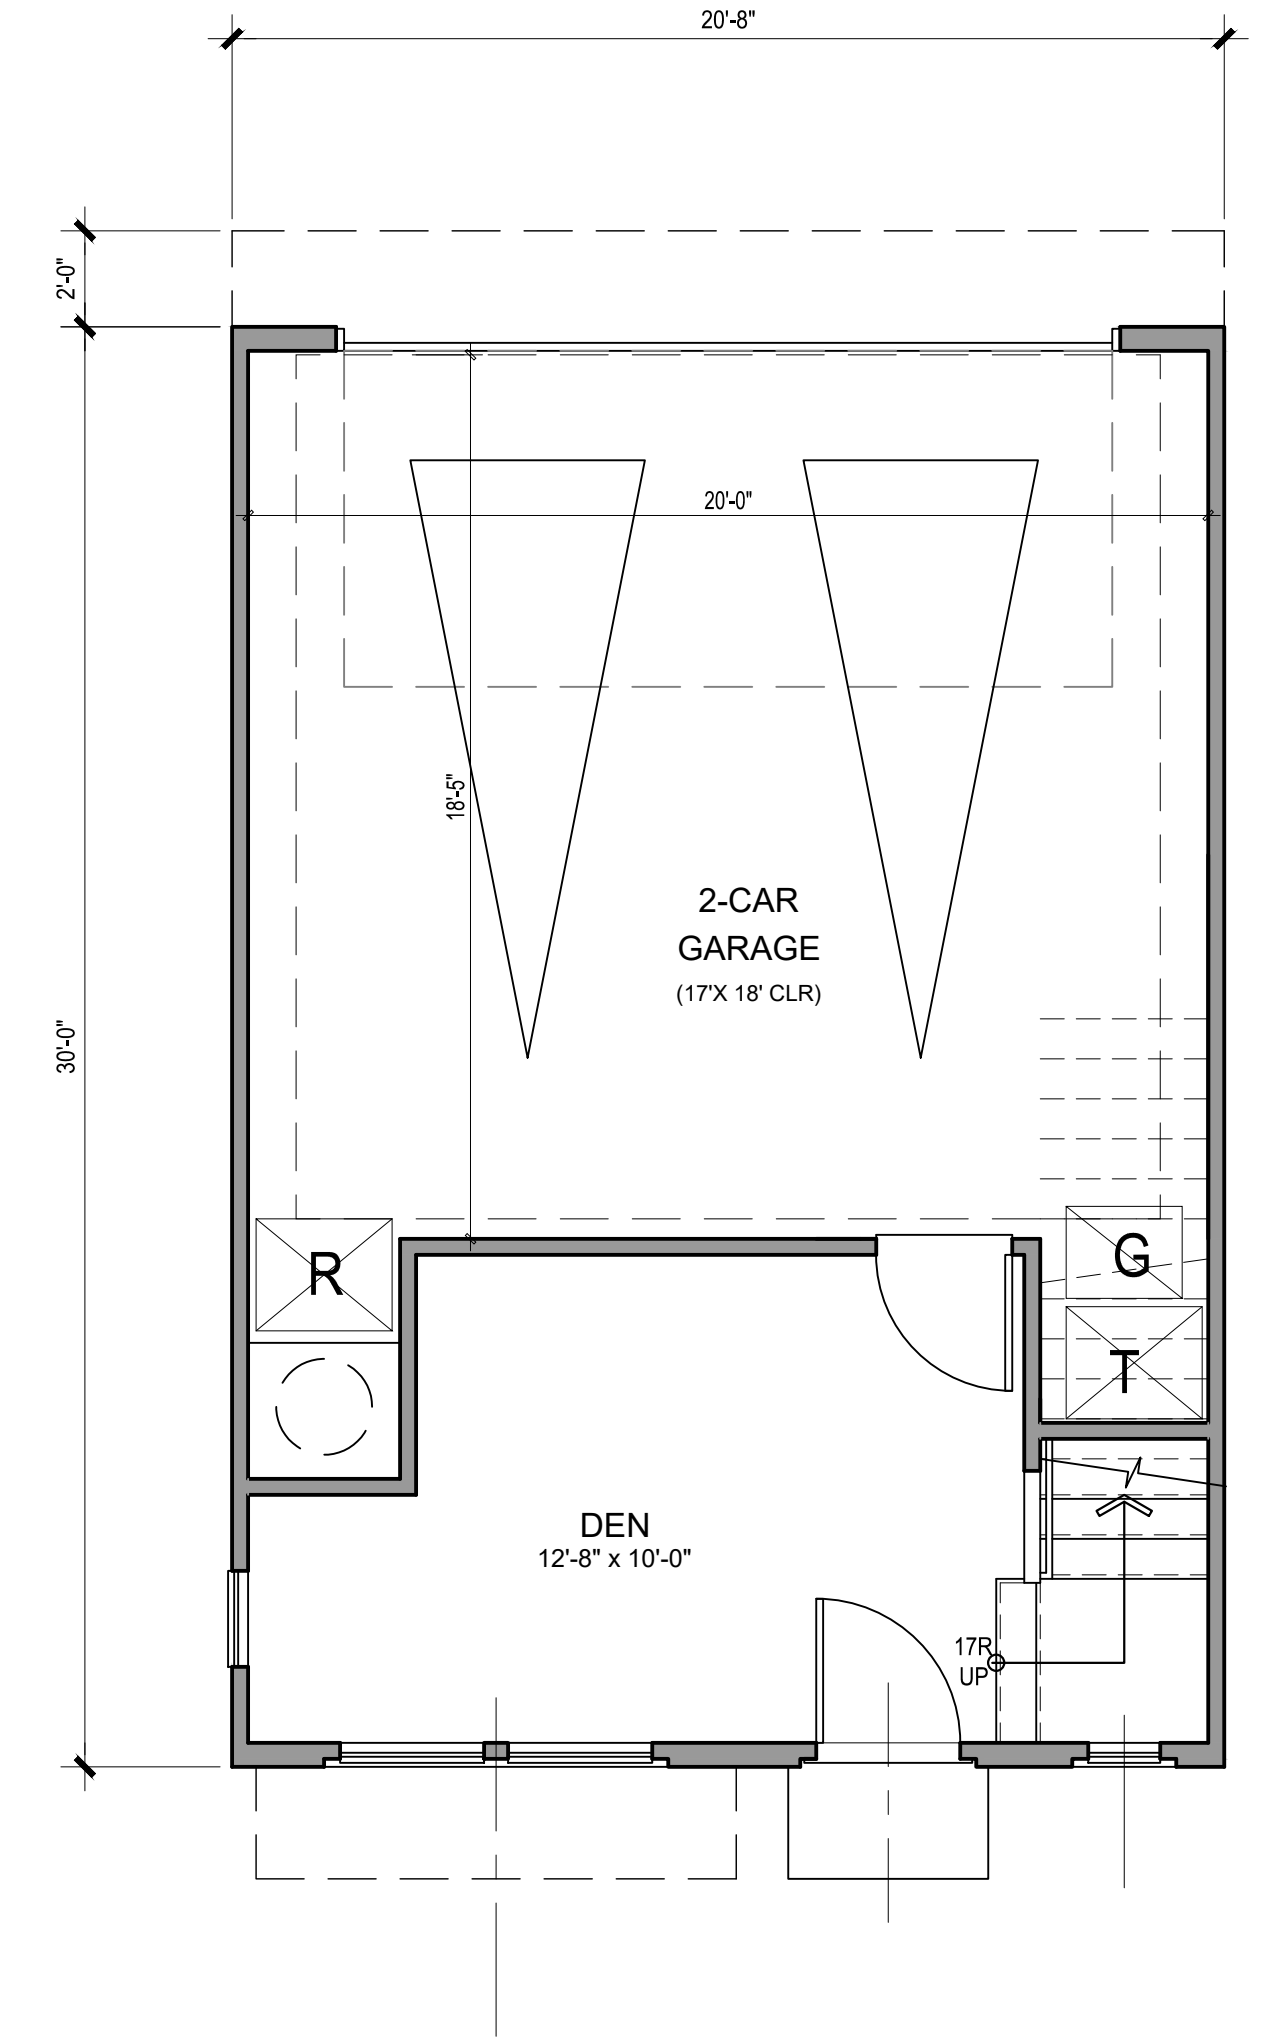 20'-8"
2'-0"
20'-0"
18'-5"
2-CAR
GARAGE
(17'X 18' CLR)
30'-0"
R
G
T
DEN
12'-8" x 10'-0"
17R
UP